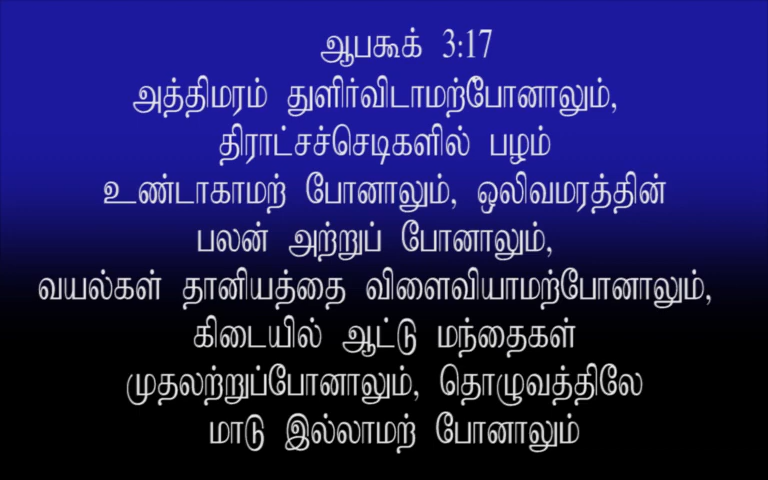 ஆபகூக் 3:17
அத்திமரம் துளிர்விடாமற்போனாலும்,
திராட்சச்செடிகளில் பழம்
உண்டாகாமற் போனாலும், ஒலிவமரத்தின்
பலன் அற்றுப் போனாலும்,
வயல்கள் தானியத்தை விளைவியாமற்போனாலும்,
கிடையில் ஆட்டு மந்தைகள்
முதலற்றுப்போனாலும், தொழுவத்திலே
மாடு இல்லாமற் போனாலும்